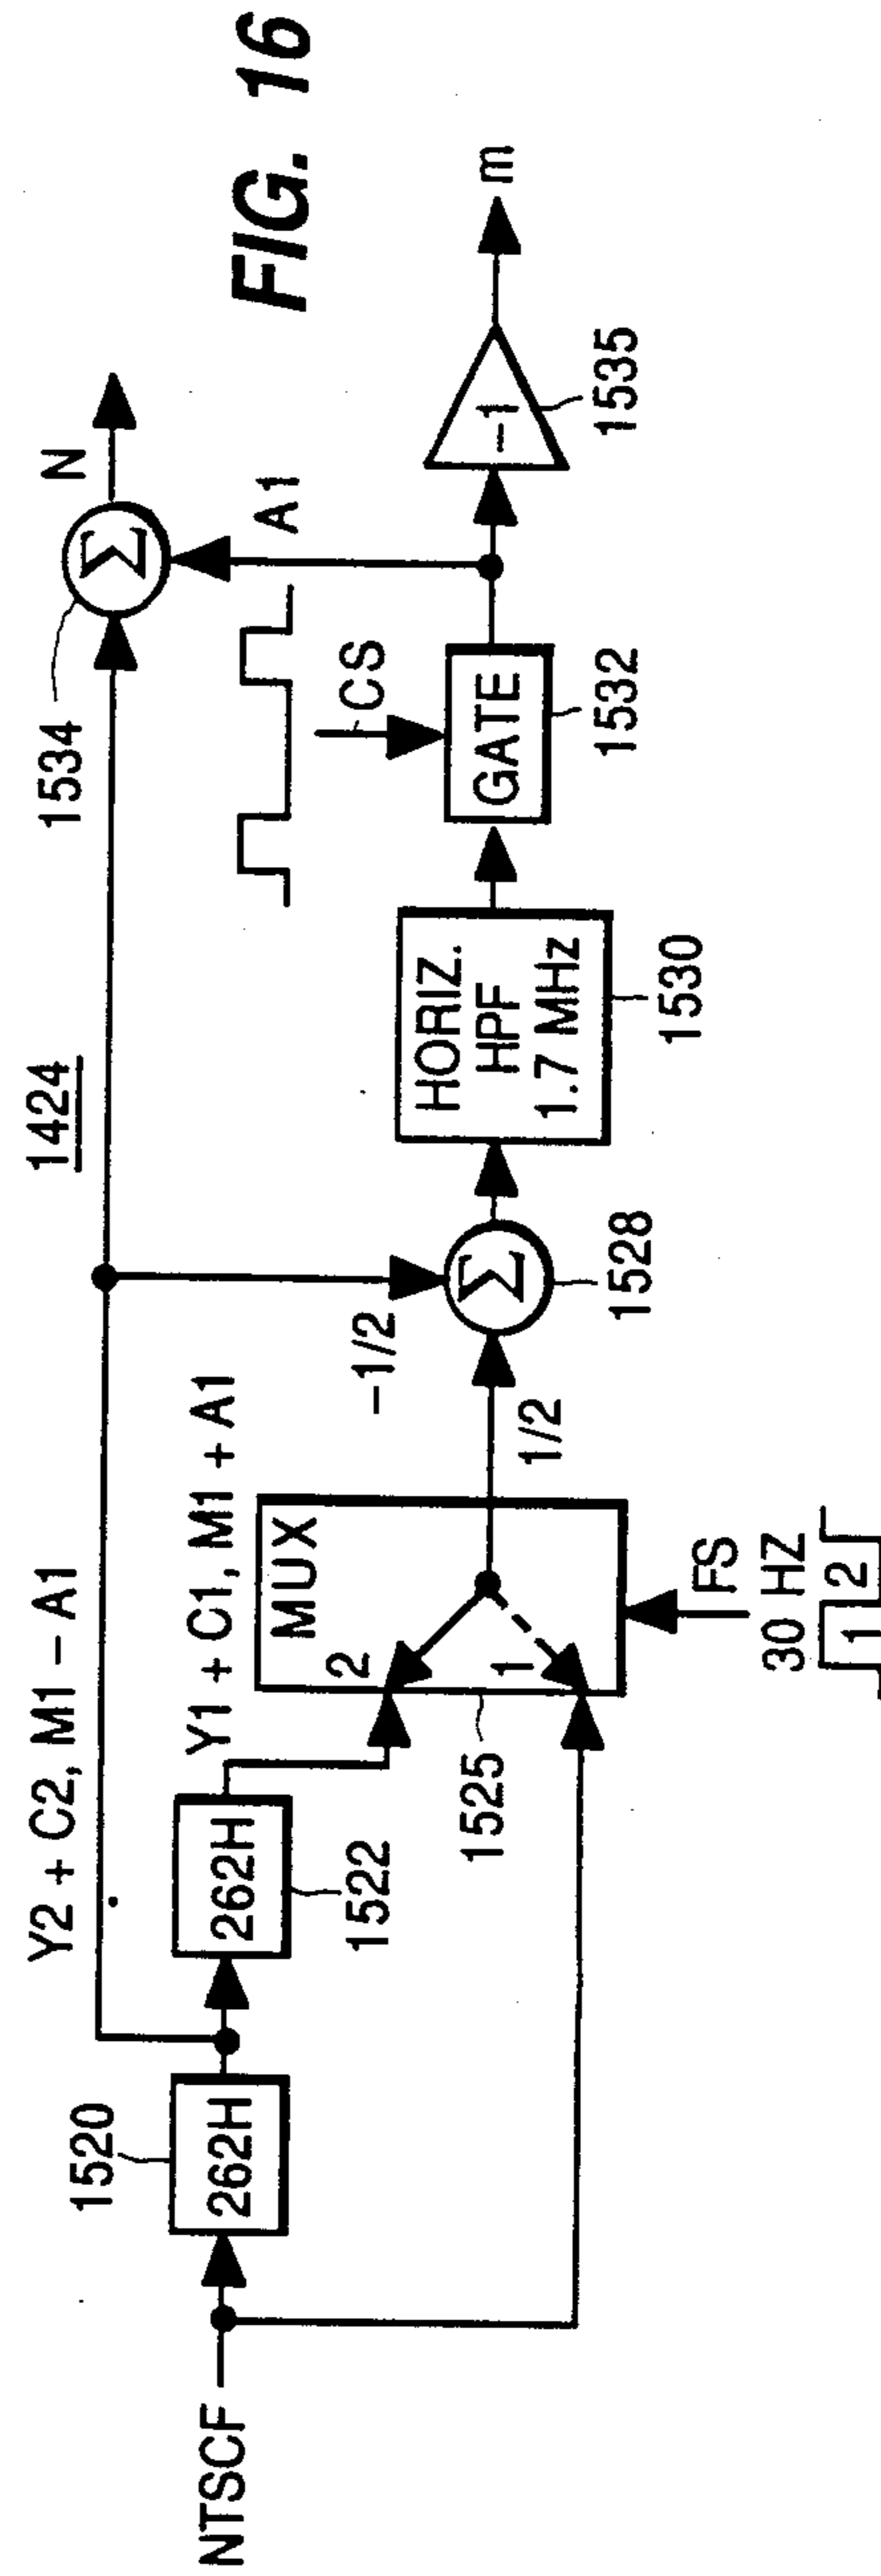 FIG. 16
1424
NTSCF
1520
262H
262H
1522
Y2 + C2, M1 – A1
Y1 + C1, M1 + A1
MUX
2
1
1525
FS
30 HZ
1 2
–1/2
1/2
Σ
1528
HORIZ.
HPF
1.7 MHz
1530
CS
GATE
1532
A1
1534
Σ
N
–1
1535
m